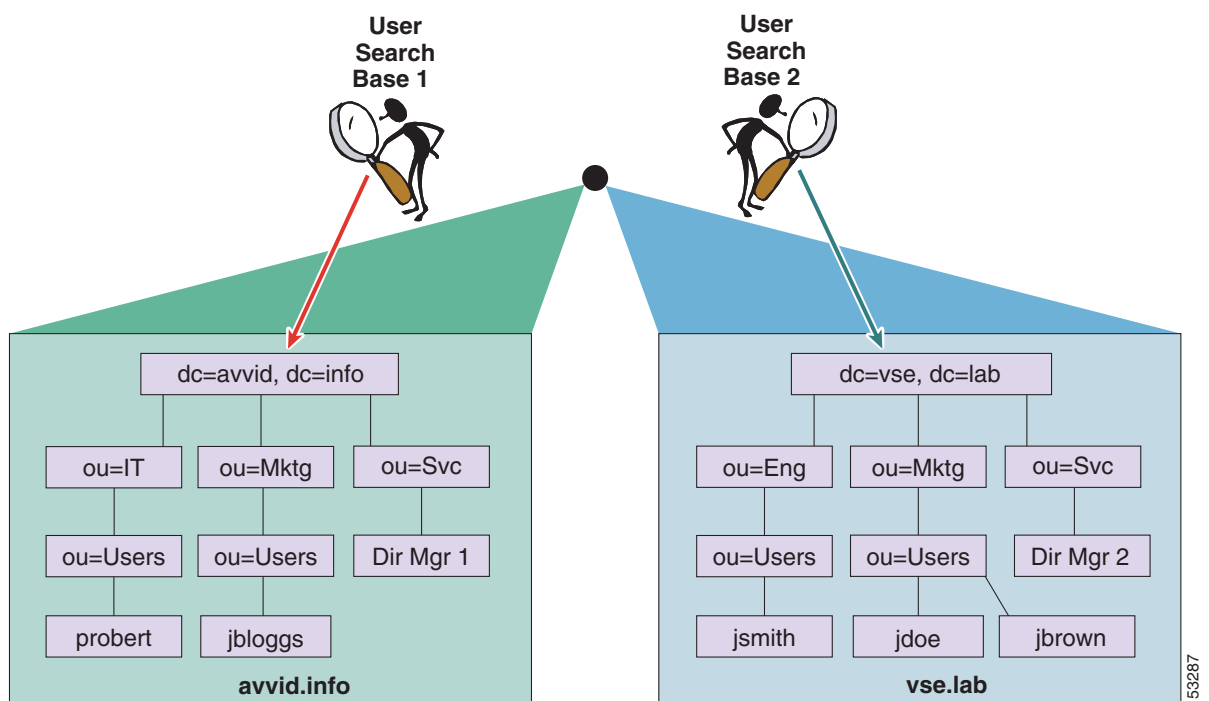 User
Search
Base 1
User
Search
Base 2
dc=avvid, dc=info
ou=IT
ou=Mktg
ou=Svc
ou=Users
ou=Users
Dir Mgr 1
probert
jbloggs
avvid.info
dc=vse, dc=lab
ou=Eng
ou=Mktg
ou=Svc
ou=Users
ou=Users
Dir Mgr 2
jsmith
jdoe
jbrown
vse.lab
53287